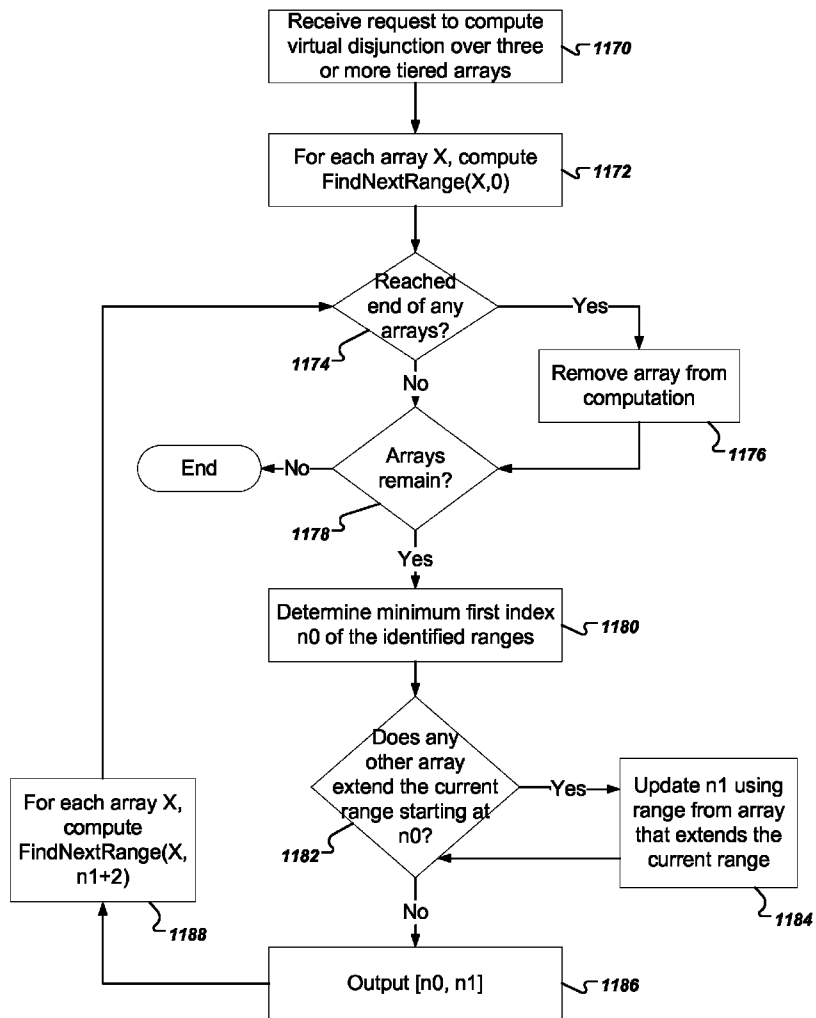 Receive request to compute
virtual disjunction over three
or more tiered arrays
1170
For each array X, compute
FindNextRange(X,0)
1172
Reached
end of any
arrays?
1174
Yes
No
Remove array from
computation
1176
Arrays
remain?
1178
No
End
Yes
Determine minimum first index
n0 of the identified ranges
1180
Does any
other array
extend the current
range starting at
n0?
1182
Yes
Update n1 using
range from array
that extends the
current range
1184
No
For each array X,
compute
FindNextRange(X,
n1+2)
1188
Output [n0, n1]
1186